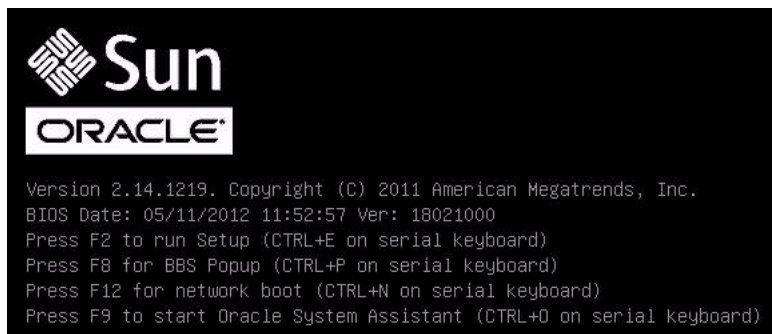 Sun
ORACLE®
Version 2.14.1219. Copyright (C) 2011 American Megatrends, Inc.
BIOS Date: 05/11/2012 11:52:57 Ver: 18021000
Press F2 to run Setup (CTRL+E on serial keyboard)
Press F8 for BBS Popup (CTRL+P on serial keyboard)
Press F12 for network boot (CTRL+N on serial keyboard)
Press F9 to start Oracle System Assistant (CTRL+O on serial keyboard)